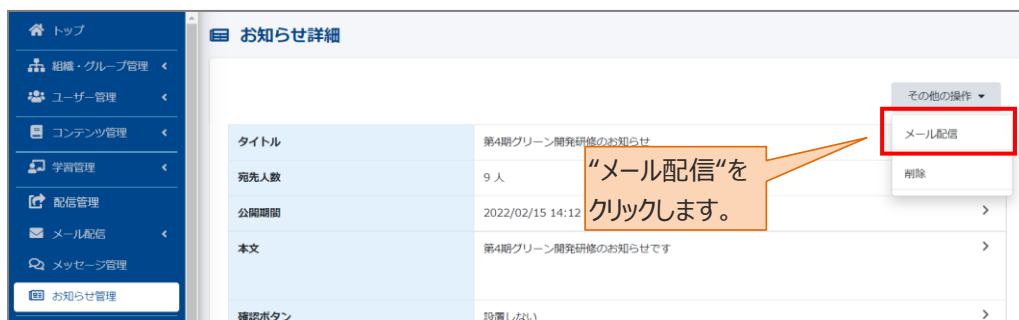 トップ
組織・グループ管理
ユーザー管理
コンテンツ管理
学習管理
配信管理
メール配信
メッセージ管理
お知らせ管理
お知らせ詳細
その他の操作
メール配信
削除
タイトル
第4期グリーン開発研修のお知らせ
宛先人数
9 人
公開期間
2022/02/15 14:12
本文
第4期グリーン開発研修のお知らせです
確認ボタン
設置しない
“メール配信“を
クリックします。